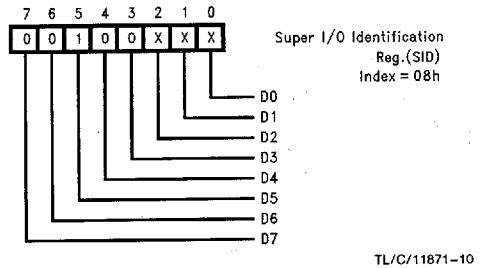 7 6 5 4 3 2 1 0
0 0 1 0 0 X X X
Super I/O Identification
Reg.(SID)
Index = 08h
D0
D1
D2
D3
D4
D5
D6
D7
TL/C/11871-10